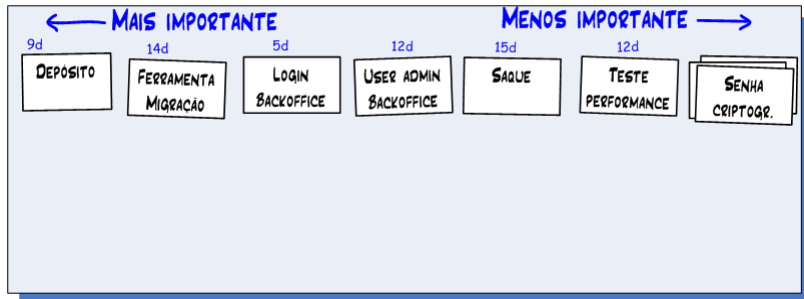 MAIS IMPORTANTE
MENOS IMPORTANTE
9d
14d
5d
12d
15d
12d
DEPÓSITO
FERRAMENTA
MIGRAÇÃO
LOGIN
BACKOFFICE
USER ADMIN
BACKOFFICE
SAQUE
TESTE
PERFORMANCE
SENHA
CRIPTOGR.